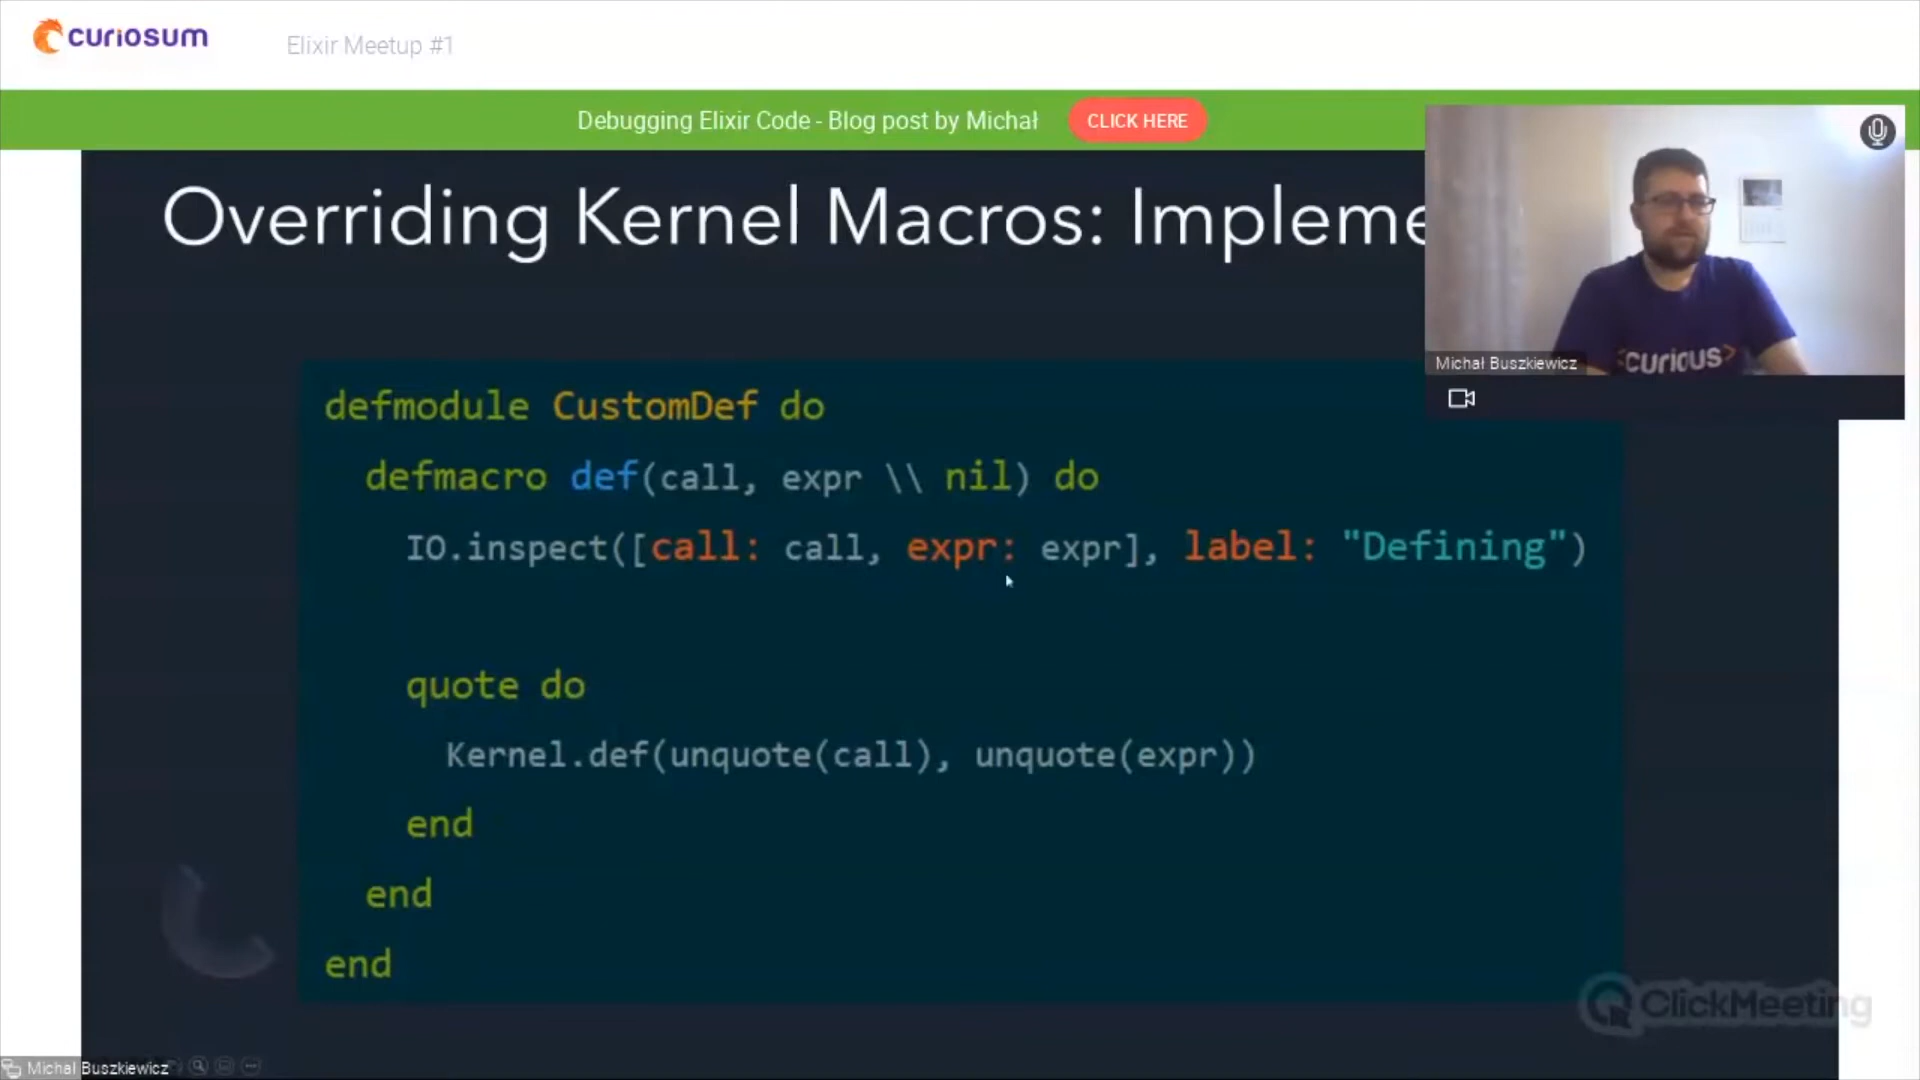 curiosum
Elixir Meetup #1
Debugging Elixir Code - Blog post by Michał
CLICK HERE
Overriding Kernel Macros: Impleme
<curious>
Michał Buszkiewicz
defmodule CustomDef do
defmacro def(call, expr \\ nil) do
IO.inspect([call: call, expr: expr], label: "Defining")
quote do
Kernel.def(unquote(call), unquote(expr))
end
end
end
ClickMeeting
Michał Buszkiewicz